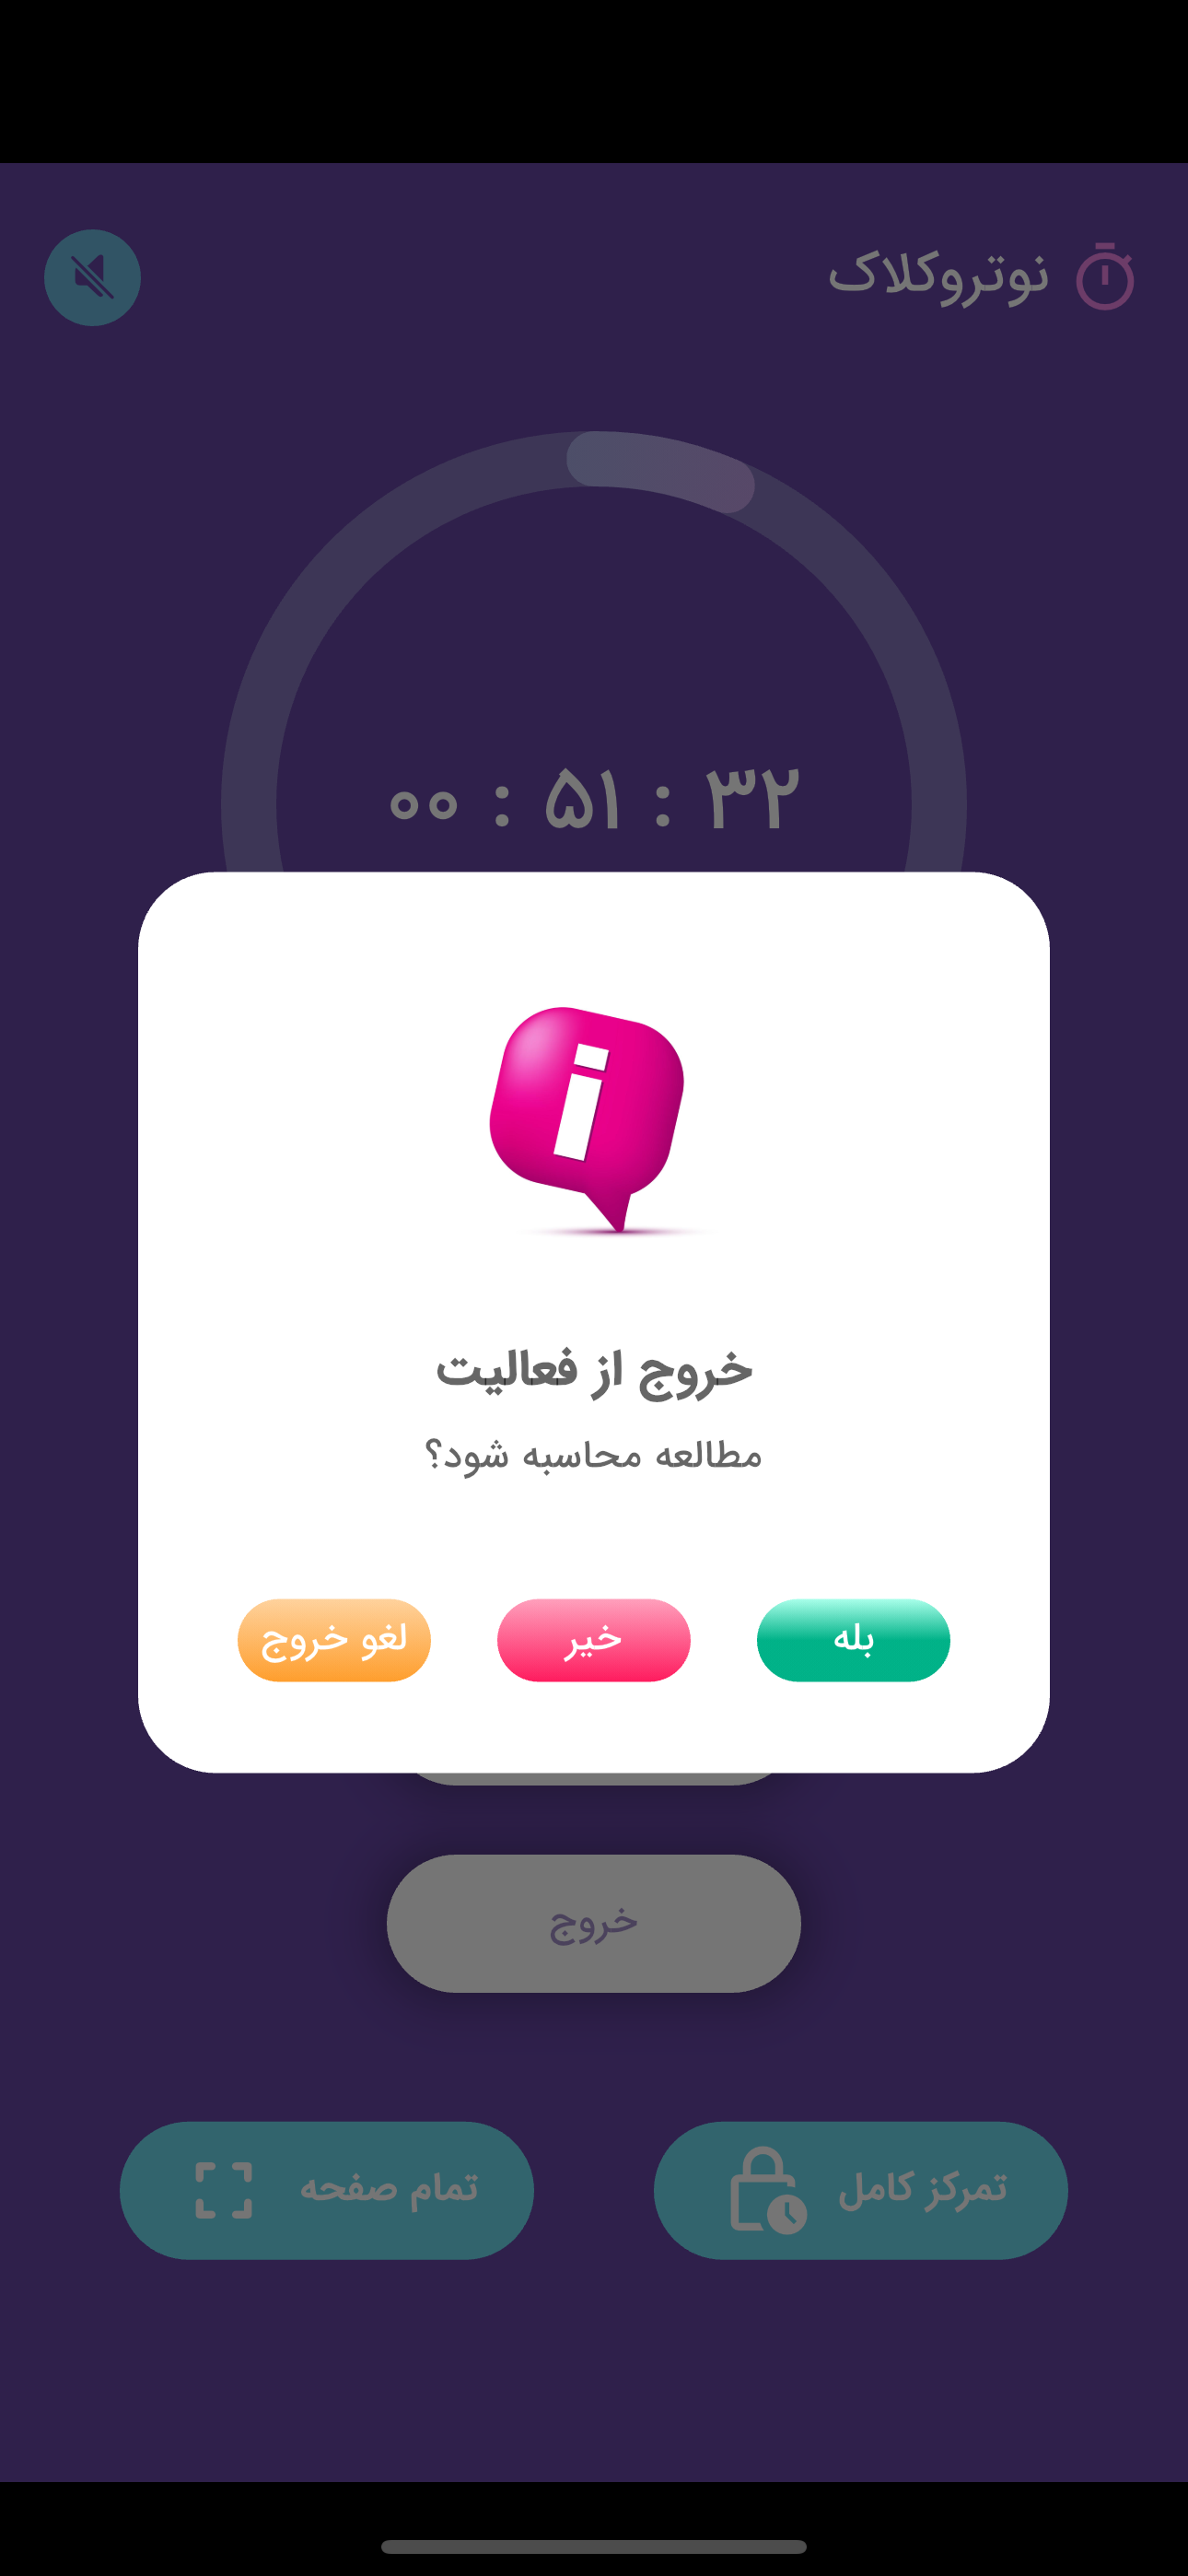 نوتروکلاک
۰۰ : ۵۱ : ۳۲
خروج از فعالیت
مطالعه محاسبه شود؟
بله
خیر
لغو خروج
خروج
تمرکز کامل
تمام صفحه